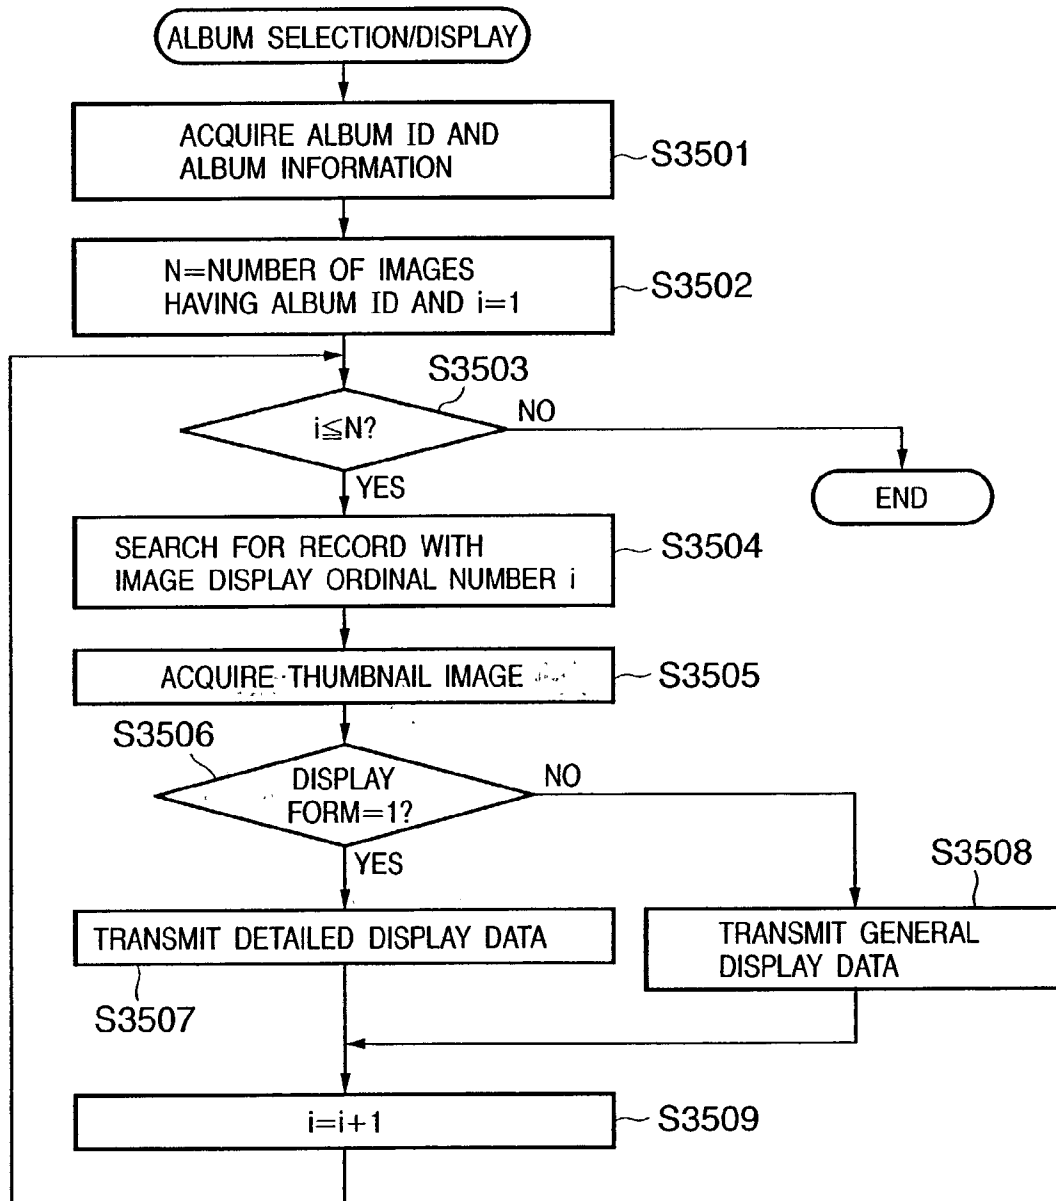 ALBUM SELECTION/DISPLAY
ACQUIRE ALBUM ID AND
ALBUM INFORMATION
S3501
N=NUMBER OF IMAGES
HAVING ALBUM ID AND i=1
S3502
S3503
i≦N?
NO
YES
END
SEARCH FOR RECORD WITH
IMAGE DISPLAY ORDINAL NUMBER i
S3504
ACQUIRE THUMBNAIL IMAGE
S3505
S3506
DISPLAY
FORM=1?
NO
YES
S3508
TRANSMIT DETAILED DISPLAY DATA
TRANSMIT GENERAL
DISPLAY DATA
S3507
i=i+1
S3509